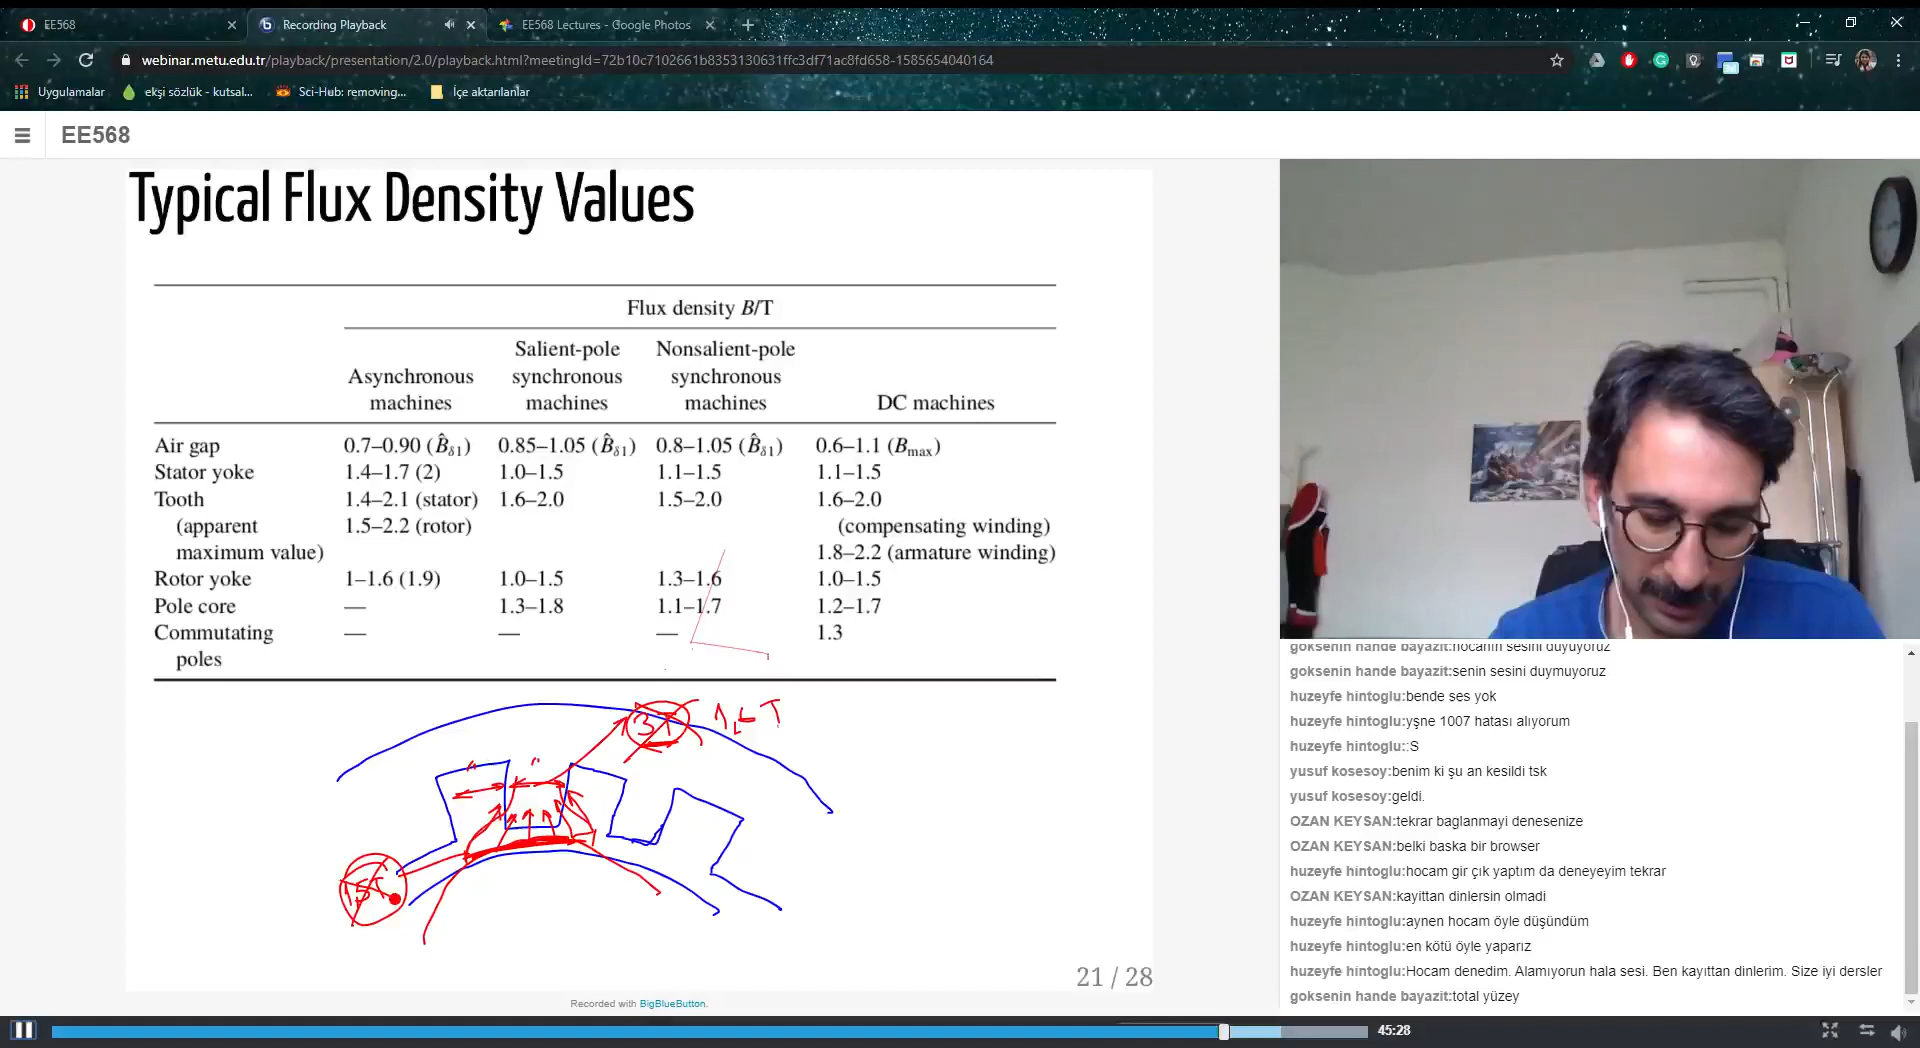 EE568
Recording Playback
EE568 Lectures - Google Photos
webinar.metu.edu.tr/playback/presentation/2.0/playback.html?meetingId=72b10c7102661b8353130631ffc3df71ac8fd658-1585654040164
Uygulamalar
ekşi sözlük - kutsal...
Sci-Hub: removing...
İçe aktarılanlar
EE568
Typical Flux Density Values
Flux density B/T
Asynchronous machines
Salient-pole synchronous machines
Nonsalient-pole synchronous machines
DC machines
Air gap 0.7–0.90 (B̂δ1) 0.85–1.05 (B̂δ1) 0.8–1.05 (B̂δ1) 0.6–1.1 (Bmax)
Stator yoke 1.4–1.7 (2) 1.0–1.5 1.1–1.5 1.1–1.5
Tooth 1.4–2.1 (stator) 1.6–2.0 1.5–2.0 1.6–2.0
(apparent 1.5–2.2 (rotor) (compensating winding)
maximum value) 1.8–2.2 (armature winding)
Rotor yoke 1–1.6 (1.9) 1.0–1.5 1.3–1.6 1.0–1.5
Pole core — 1.3–1.8 1.1–1.7 1.2–1.7
Commutating — — — 1.3
poles
3T
21 / 28
Recorded with BigBlueButton.
goksenin hande bayazit:hocanın sesini duyuyoruz
goksenin hande bayazit:senin sesini duymuyoruz
huzeyfe hintoglu:bende ses yok
huzeyfe hintoglu:yşne 1007 hatası alıyorum
huzeyfe hintoglu::S
yusuf kosesoy:benim ki şu an kesildi tsk
yusuf kosesoy:geldi.
OZAN KEYSAN:tekrar baglanmayi denesenize
OZAN KEYSAN:belki baska bir browser
huzeyfe hintoglu:hocam gir çık yaptım da deneyeyim tekrar
OZAN KEYSAN:kayittan dinlersin olmadi
huzeyfe hintoglu:aynen hocam öyle düşündüm
huzeyfe hintoglu:en kötü öyle yaparız
huzeyfe hintoglu:Hocam denedim. Alamıyorun hala sesi. Ben kayıttan dinlerim. Size iyi dersler
goksenin hande bayazit:total yüzey
45:28